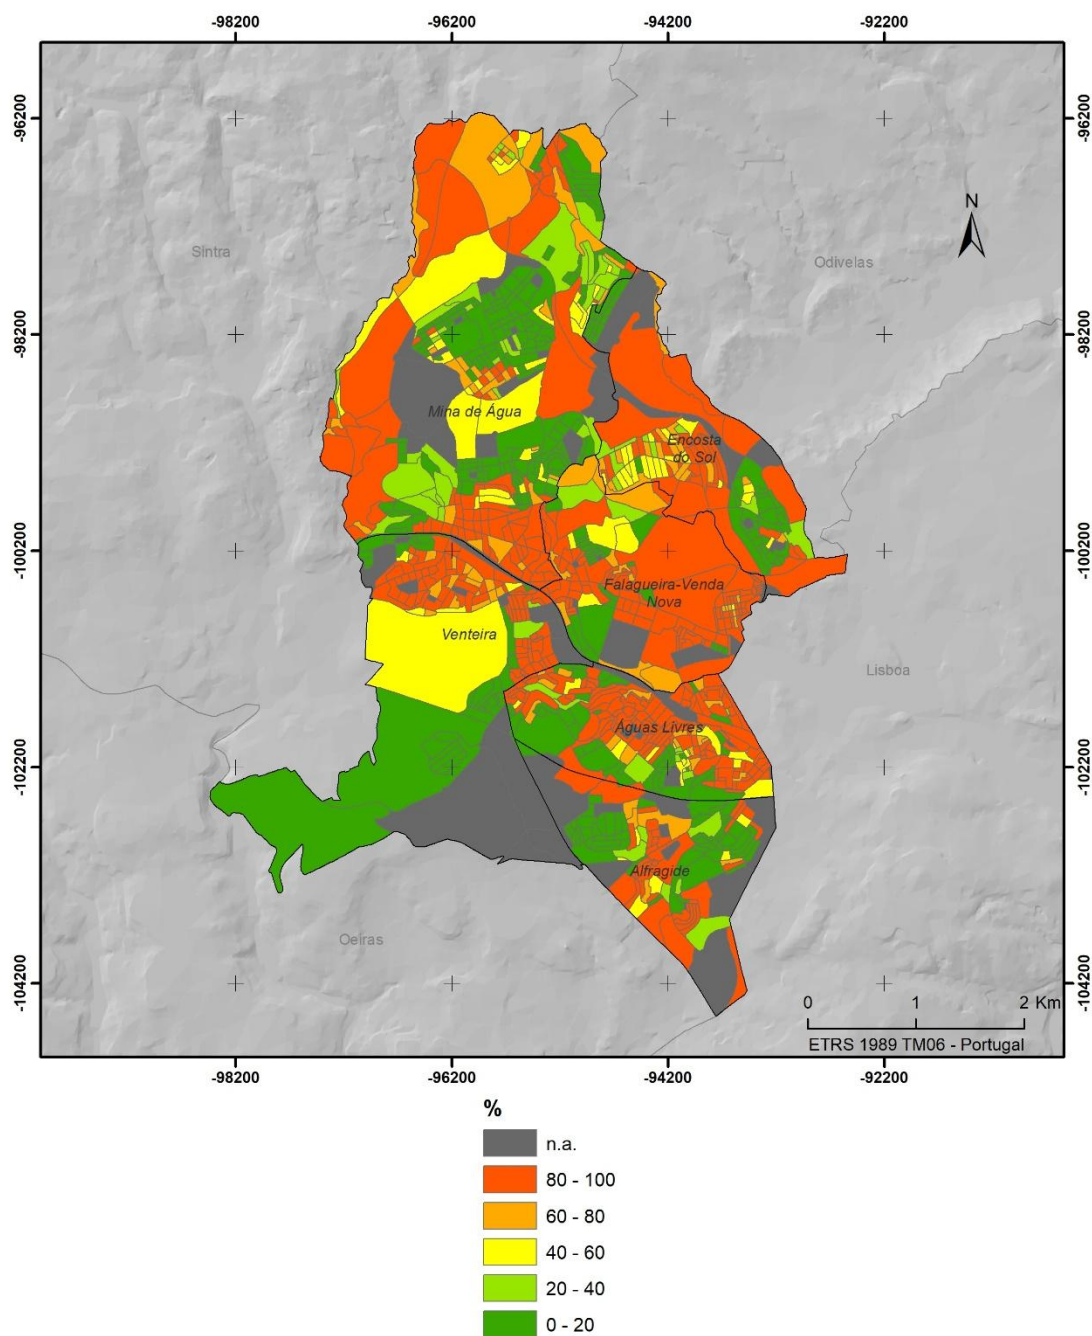 -98200 -96200 -94200 -92200
-96200 -96200
N
Sintra
Odivelas
-98200 -98200
Mina de Água
Encosta
do Sol
-100200 -100200
Falagueira-Venda
Nova
Venteira
Lisboa
Águas Livres
-102200 -102200
Alfragide
Oeiras
-104200 -104200
0 1 2 Km
ETRS 1989 TM06 - Portugal
-98200 -96200 -94200 -92200
%
n.a.
80 - 100
60 - 80
40 - 60
20 - 40
0 - 20